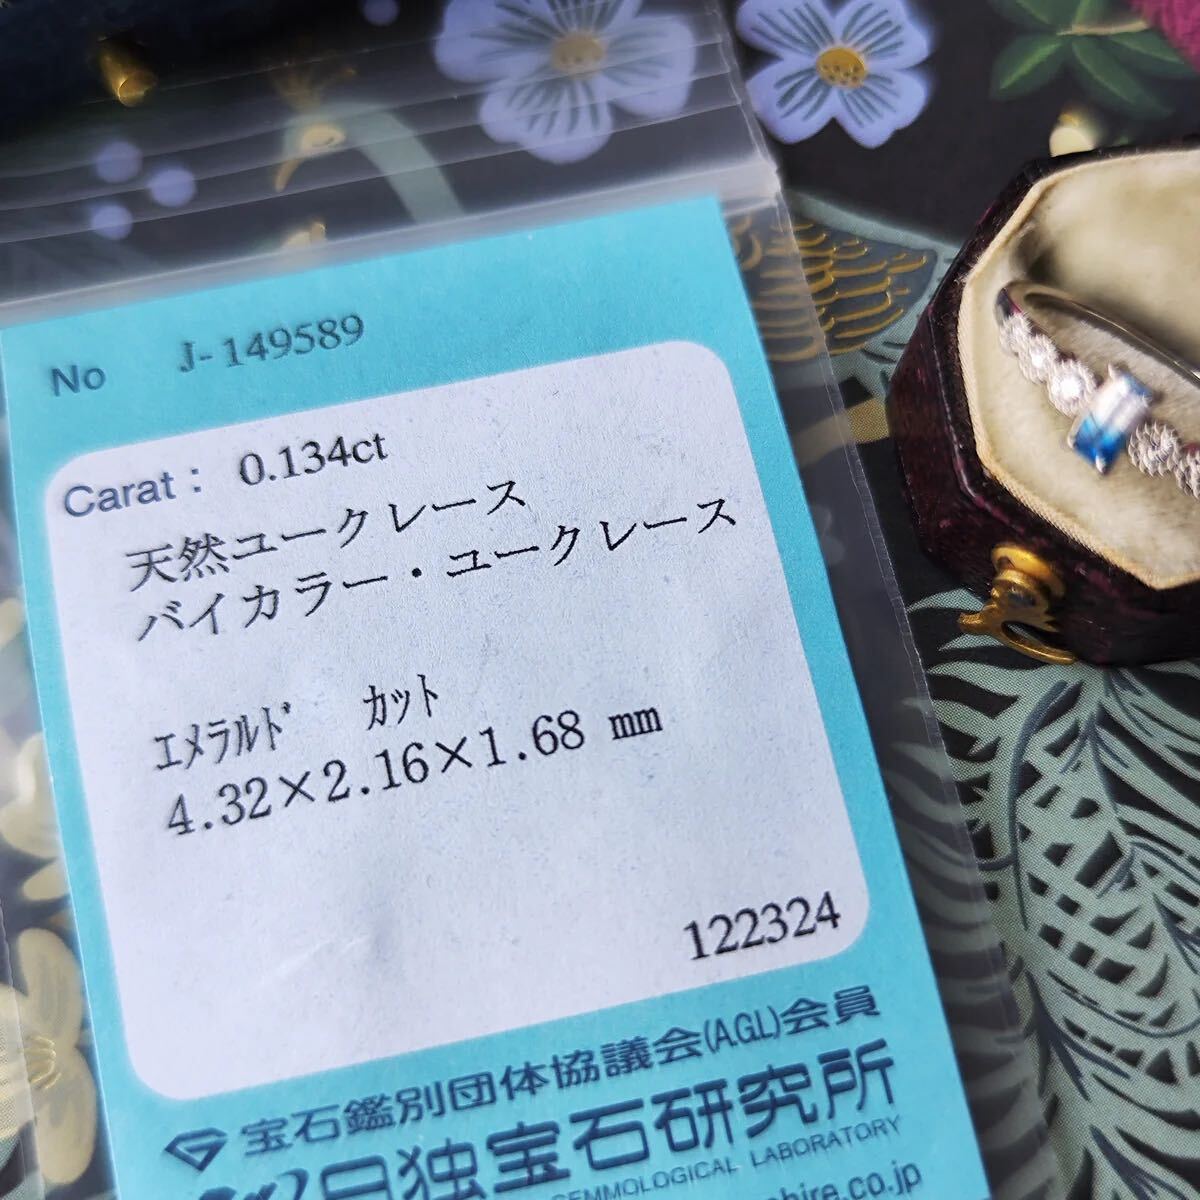 No J-149589
Carat : 0.134ct
天然ユークレース
バイカラー・ユークレース
ｴﾒﾗﾙﾄﾞ ｶｯﾄ
4.32×2.16×1.68 mm
122324
宝石鑑別団体協議会(A.G.L)会員
日独宝石研究所
GEMMOLOGICAL LABORATORY